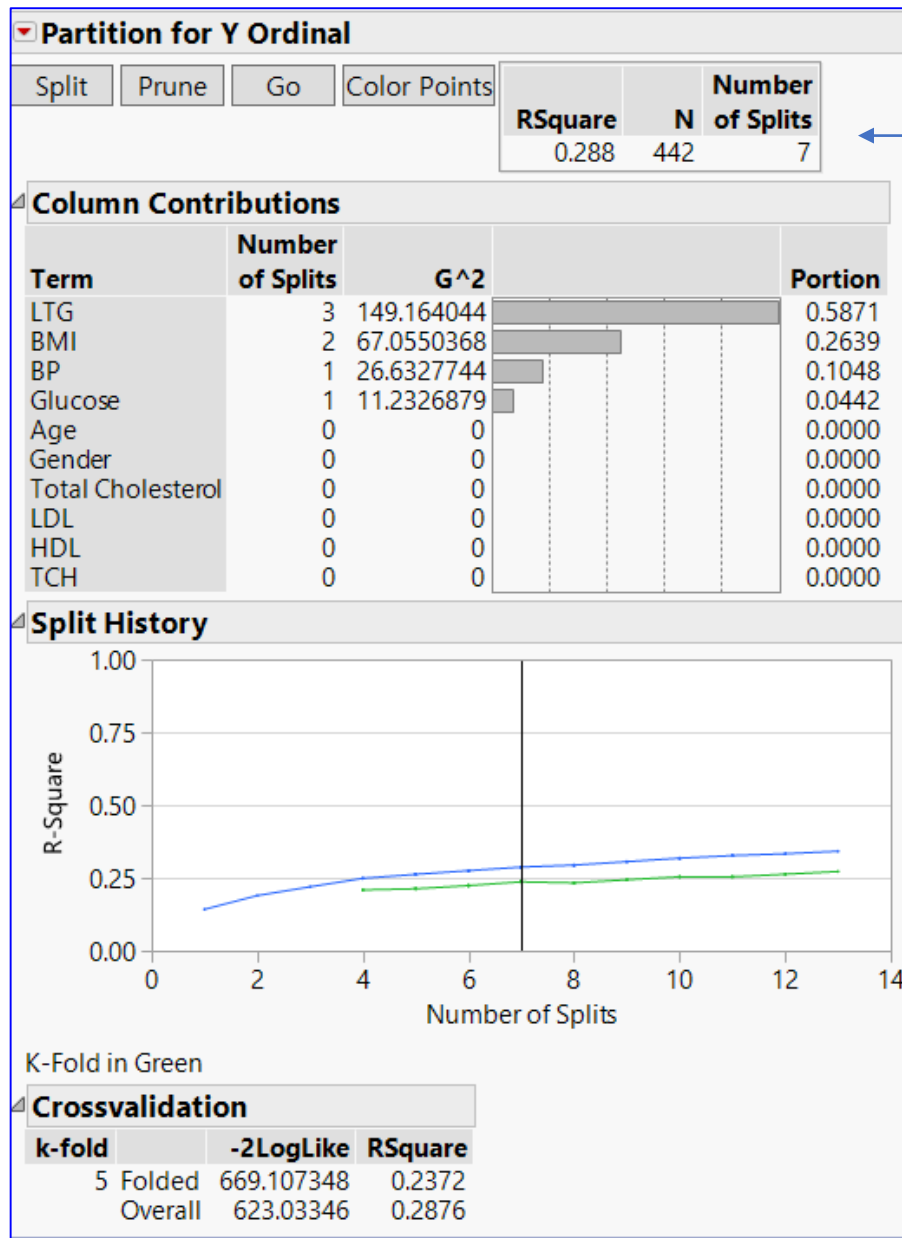 Partition for Y Ordinal
Split Prune Go Color Points
RSquare N Number of Splits
0.288 442 7
Column Contributions
Term Number of Splits G^2 Portion
LTG 3 149.164044 0.5871
BMI 2 67.0550368 0.2639
BP 1 26.6327744 0.1048
Glucose 1 11.2326879 0.0442
Age 0 0 0.0000
Gender 0 0 0.0000
Total Cholesterol 0 0 0.0000
LDL 0 0 0.0000
HDL 0 0 0.0000
TCH 0 0 0.0000
Split History
1.00
0.75
0.50
0.25
0.00
R-Square
0 2 4 6 8 10 12 14
Number of Splits
K-Fold in Green
Crossvalidation
k-fold -2LogLike RSquare
5 Folded 669.107348 0.2372
Overall 623.03346 0.2876